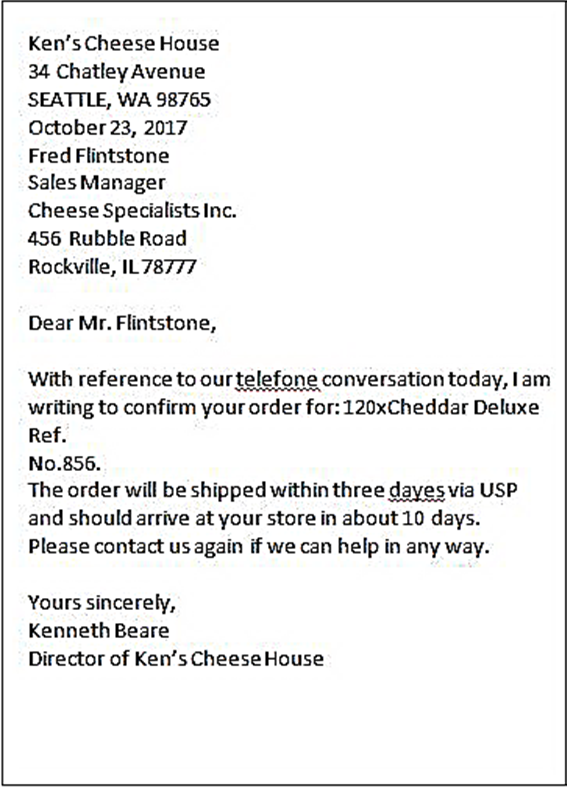 Ken's Cheese House
34 Chatley Avenue
SEATTLE, WA 98765
October 23, 2017
Fred Flintstone
Sales Manager
Cheese Specialists Inc.
456 Rubble Road
Rockville, IL 78777
Dear Mr. Flintstone,
With reference to our telefone conversation today, I am
writing to confirm your order for: 120xCheddar Deluxe
Ref.
No.856.
The order will be shipped within three dayes via USP
and should arrive at your store in about 10 days.
Please contact us again if we can help in any way.
Yours sincerely,
Kenneth Beare
Director of Ken's Cheese House